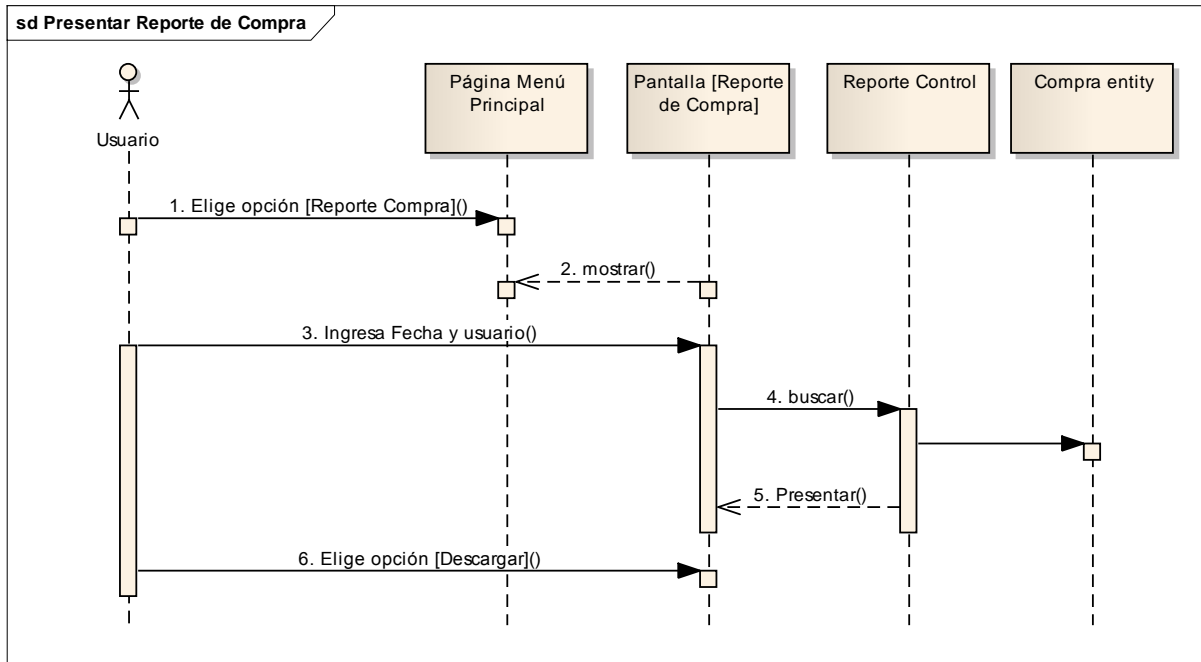 sd Presentar Reporte de Compra
Usuario
Página Menú
Principal
Pantalla [Reporte
de Compra]
Reporte Control
Compra entity
1. Elige opción [Reporte Compra]()
2. mostrar()
3. Ingresa Fecha y usuario()
4. buscar()
5. Presentar()
6. Elige opción [Descargar]()